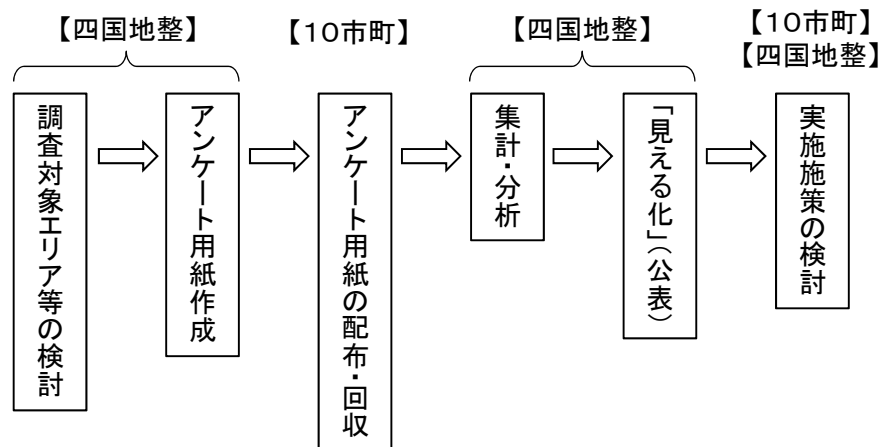 【四国地整】
【10市町】
【四国地整】
【10市町】
【四国地整】
調査対象エリア等の検討
アンケート用紙作成
アンケート用紙の配布・回収
集計・分析
「見える化」（公表）
実施施策の検討